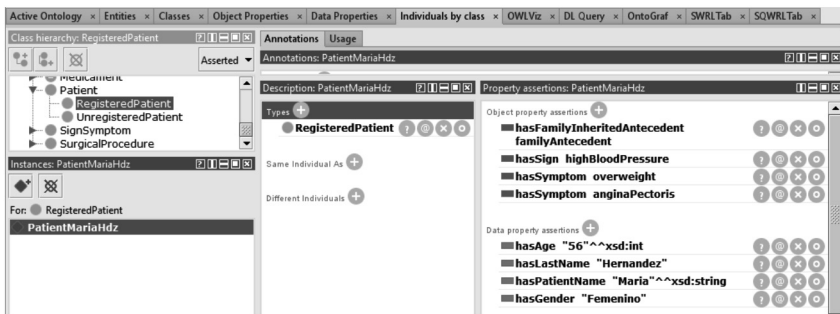 Active Ontology × Entities × Classes × Object Properties × Data Properties × Individuals by class × OWLViz × DL Query × OntoGraf × SWRLTab × SQWRLTab ×
Class hierarchy: RegisteredPatient
Asserted
Medicament
Patient
RegisteredPatient
UnregisteredPatient
SignSymptom
SurgicalProcedure
Instances: PatientMariaHdz
For: RegisteredPatient
PatientMariaHdz
Annotations Usage
Annotations: PatientMariaHdz
Description: PatientMariaHdz
Types
RegisteredPatient
Same Individual As
Different Individuals
Property assertions: PatientMariaHdz
Object property assertions
hasFamilyInheritedAntecedent
familyAntecedent
hasSign highBloodPressure
hasSymptom overweight
hasSymptom anginaPectoris
Data property assertions
hasAge "56"^^xsd:int
hasLastName "Hernandez"
hasPatientName "Maria"^^xsd:string
hasGender "Femenino"